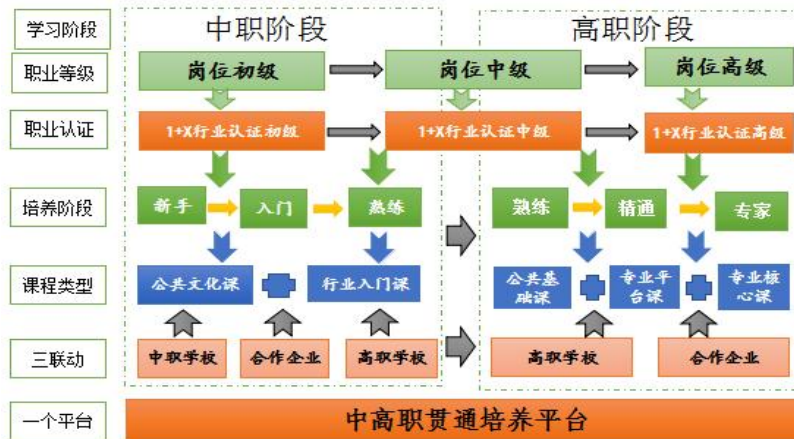 学习阶段
中职阶段
高职阶段
职业等级
岗位初级
岗位中级
岗位高级
职业认证
1+X行业认证初级
1+X行业认证中级
1+X行业认证高级
培养阶段
新手
入门
熟练
熟练
精通
专家
课程类型
公共文化课
行业入门课
公共基
础课
专业平
台课
专业核
心课
三联动
中职学校
合作企业
高职学校
高职学校
合作企业
一个平台
中高职贯通培养平台